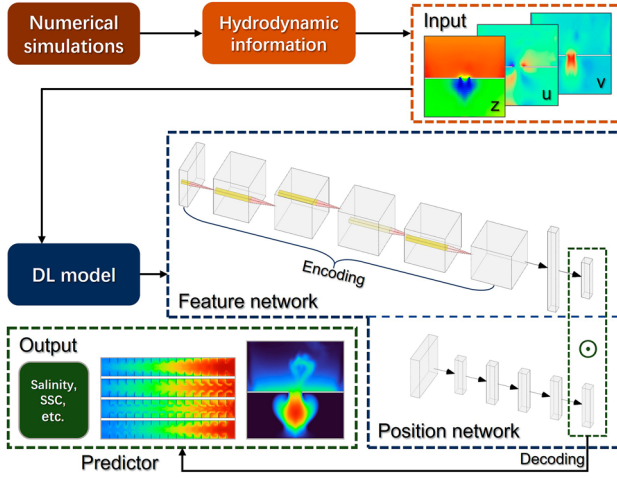 Numerical
simulations
Hydrodynamic
information
Input
z
u
v
DL model
Encoding
Feature network
Output
Salinity,
SSC,
etc.
Position network
Predictor
Decoding